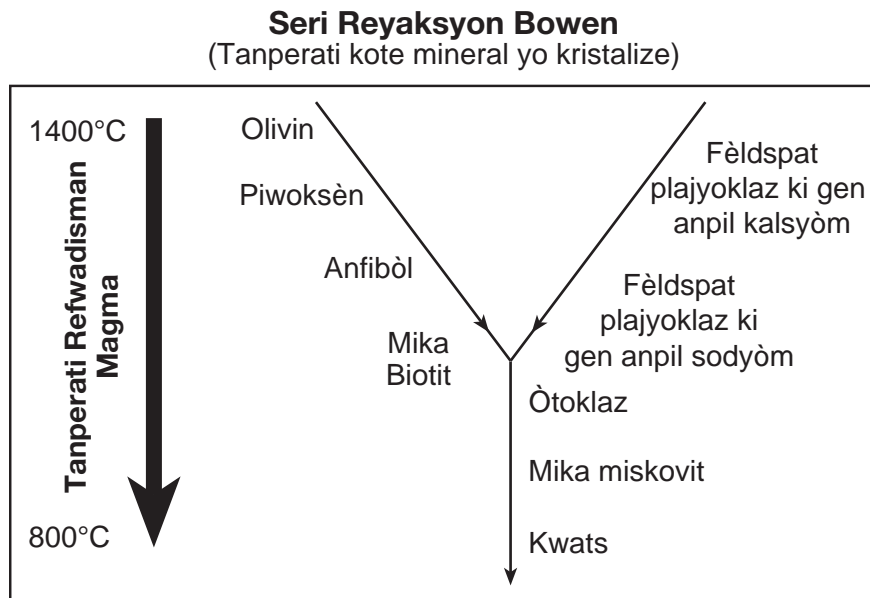 Seri Reyaksyon Bowen
(Tanperati kote mineral yo kristalize)
1400°C
Tanperati Refwadisman
Magma
800°C
Olivin
Piwoksèn
Anfibòl
Mika
Biotit
Fèldspat
plajyoklaz ki gen
anpil kalsyòm
Fèldspat
plajyoklaz ki
gen anpil sodyòm
Òtoklaz
Mika miskovit
Kwats